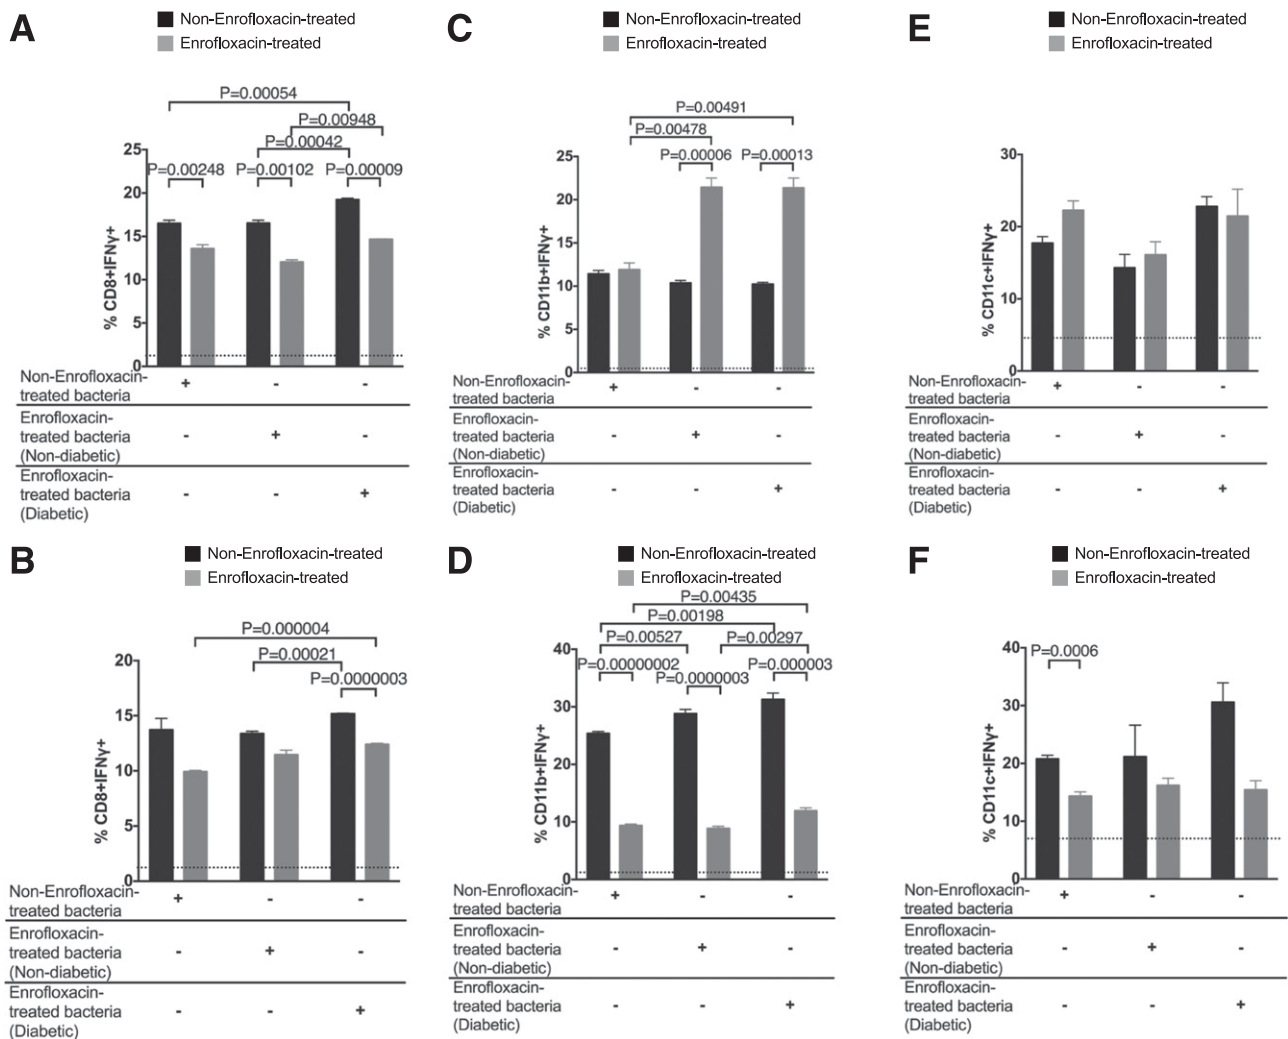 A
Non-Enrofloxacin-treated
Enrofloxacin-treated
P=0.00054
P=0.00948
P=0.00042
P=0.00248
P=0.00102
P=0.00009
% CD8+IFNγ+
25
20
15
10
5
0
Non-Enrofloxacin-
treated bacteria
+ - -
Enrofloxacin-
treated bacteria
(Non-diabetic)
- + -
Enrofloxacin-
treated bacteria
(Diabetic)
- - +
C
Non-Enrofloxacin-treated
Enrofloxacin-treated
P=0.00491
P=0.00478
P=0.00006
P=0.00013
% CD11b+IFNγ+
25
20
15
10
5
0
Non-Enrofloxacin-
treated bacteria
+ - -
Enrofloxacin-
treated bacteria
(Non-diabetic)
- + -
Enrofloxacin-
treated bacteria
(Diabetic)
- - +
E
Non-Enrofloxacin-treated
Enrofloxacin-treated
% CD11c+IFNγ+
30
20
10
0
Non-Enrofloxacin-
treated bacteria
+ - -
Enrofloxacin-
treated bacteria
(Non-diabetic)
- + -
Enrofloxacin-
treated bacteria
(Diabetic)
- - +
B
Non-Enrofloxacin-treated
Enrofloxacin-treated
P=0.000004
P=0.00021
P=0.0000003
% CD8+IFNγ+
20
15
10
5
0
Non-Enrofloxacin-
treated bacteria
+ - -
Enrofloxacin-
treated bacteria
(Non-diabetic)
- + -
Enrofloxacin-
treated bacteria
(Diabetic)
- - +
D
Non-Enrofloxacin-treated
Enrofloxacin-treated
P=0.00435
P=0.00198
P=0.00527
P=0.00297
P=0.00000002
P=0.0000003
P=0.000003
% CD11b+IFNγ+
40
30
20
10
0
Non-Enrofloxacin-
treated bacteria
+ - -
Enrofloxacin-
treated bacteria
(Non-diabetic)
- + -
Enrofloxacin-
treated bacteria
(Diabetic)
- - +
F
Non-Enrofloxacin-treated
Enrofloxacin-treated
P=0.0006
% CD11c+IFNγ+
40
30
20
10
0
Non-Enrofloxacin-
treated bacteria
+ - -
Enrofloxacin-
treated bacteria
(Non-diabetic)
- + -
Enrofloxacin-
treated bacteria
(Diabetic)
- - +